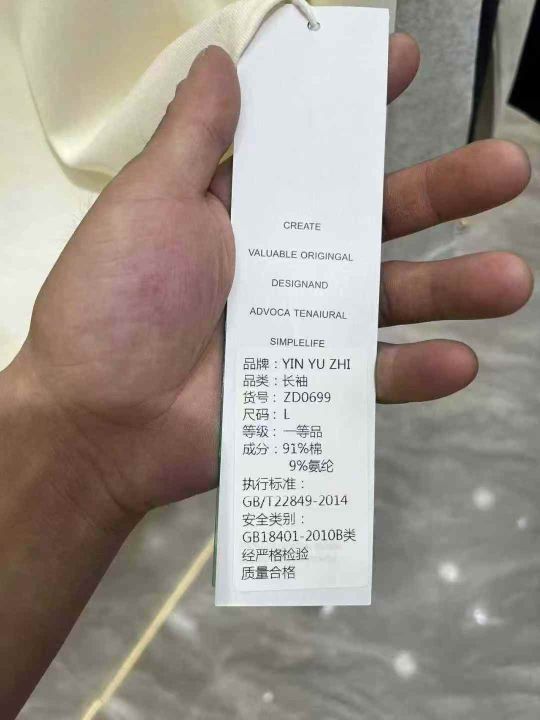 CREATE
VALUABLE ORIGINGAL
DESIGNAND
ADVOCA TENAIURAL
SIMPLELIFE
品牌：YIN YU ZHI
品类：长袖
货号：ZD0699
尺码：L
等级：一等品
成分：91%棉
9%氨纶
执行标准：
GB/T22849-2014
安全类别：
GB18401-2010B类
经严格检验
质量合格